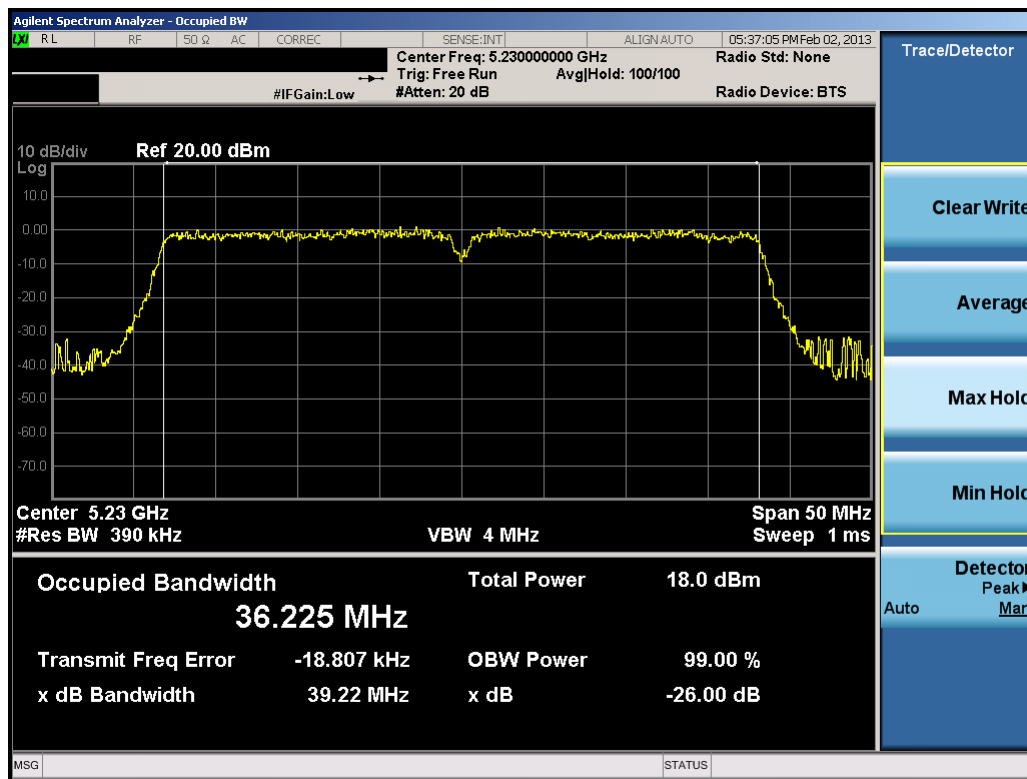 Agilent Spectrum Analyzer - Occupied BW
LXI RL RF 50 Ω AC CORREC SENSE:INT ALIGN AUTO 05:37:05 PM Feb 02, 2013
Center Freq: 5.230000000 GHz Radio Std: None
Trig: Free Run Avg|Hold: 100/100
#IFGain:Low #Atten: 20 dB Radio Device: BTS
Trace/Detector
10 dB/div Ref 20.00 dBm
Log
10.0
0.00
-10.0
-20.0
-30.0
-40.0
-50.0
-60.0
-70.0
Center 5.23 GHz Span 50 MHz
#Res BW 390 kHz VBW 4 MHz Sweep 1 ms
Occupied Bandwidth Total Power 18.0 dBm
36.225 MHz
Transmit Freq Error -18.807 kHz OBW Power 99.00 %
x dB Bandwidth 39.22 MHz x dB -26.00 dB
Clear Write
Average
Max Hold
Min Hold
Detector
Peak▶
Auto Man
MSG STATUS